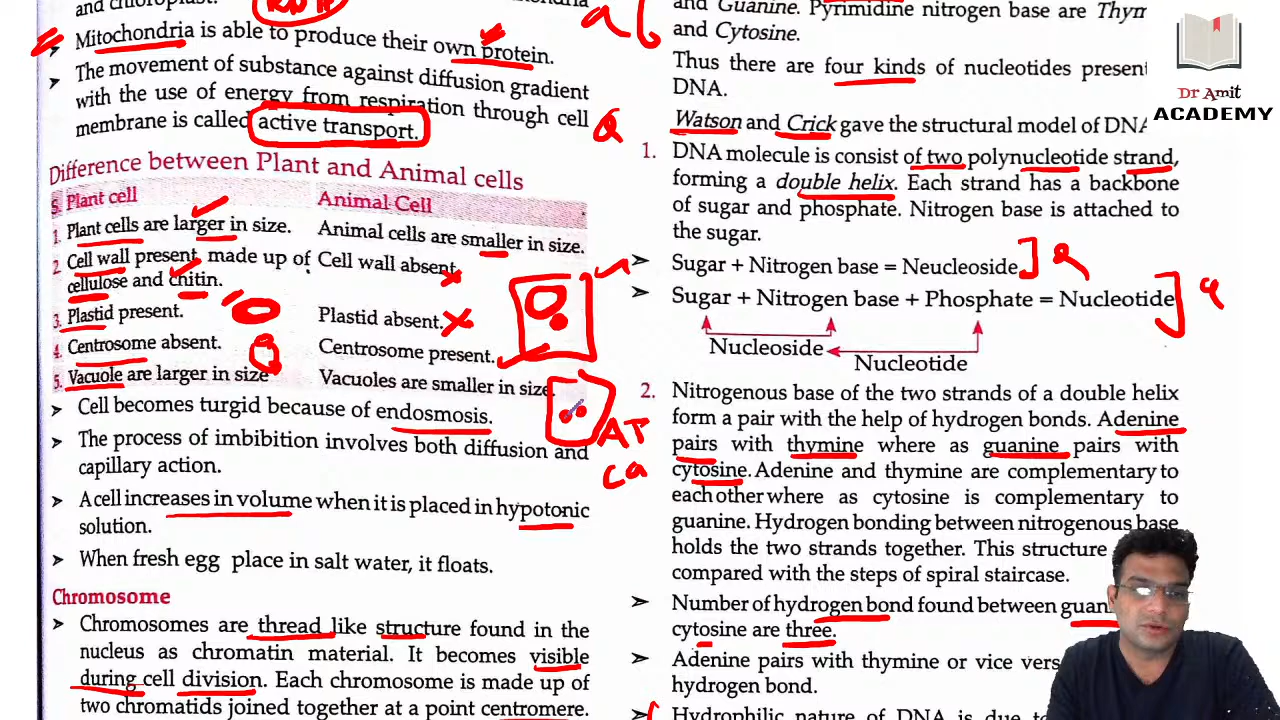 and chloroplast.
Mitochondria is able to produce their own protein.
The movement of substance against diffusion gradient
with the use of energy from respiration through cell
membrane is called active transport.
Difference between Plant and Animal cells
S. Plant cell Animal Cell
1. Plant cells are larger in size. Animal cells are smaller in size.
2. Cell wall present, made up of Cell wall absent.
cellulose and chitin.
3. Plastid present. Plastid absent.
4. Centrosome absent. Centrosome present.
5. Vacuole are larger in size Vacuoles are smaller in size.
Cell becomes turgid because of endosmosis.
The process of imbibition involves both diffusion and
capillary action.
A cell increases in volume when it is placed in hypotonic
solution.
When fresh egg place in salt water, it floats.
Chromosome
Chromosomes are thread like structure found in the
nucleus as chromatin material. It becomes visible
during cell division. Each chromosome is made up of
two chromatids joined together at a point centromere.
AT
and Guanine. Pyrimidine nitrogen base are Thym
and Cytosine.
Thus there are four kinds of nucleotides present
DNA.
Watson and Crick gave the structural model of DNA
1. DNA molecule is consist of two polynucleotide strand,
forming a double helix. Each strand has a backbone
of sugar and phosphate. Nitrogen base is attached to
the sugar.
Sugar + Nitrogen base = Neucleoside
Sugar + Nitrogen base + Phosphate = Nucleotide
Nucleoside
Nucleotide
2. Nitrogenous base of the two strands of a double helix
form a pair with the help of hydrogen bonds. Adenine
pairs with thymine where as guanine pairs with
cytosine. Adenine and thymine are complementary to
each other where as cytosine is complementary to
guanine. Hydrogen bonding between nitrogenous base
holds the two strands together. This structure
compared with the steps of spiral staircase.
Number of hydrogen bond found between guan
cytosine are three.
Adenine pairs with thymine or vice vers
hydrogen bond.
Hydrophilic nature of DNA is due to
Dr Amit
ACADEMY